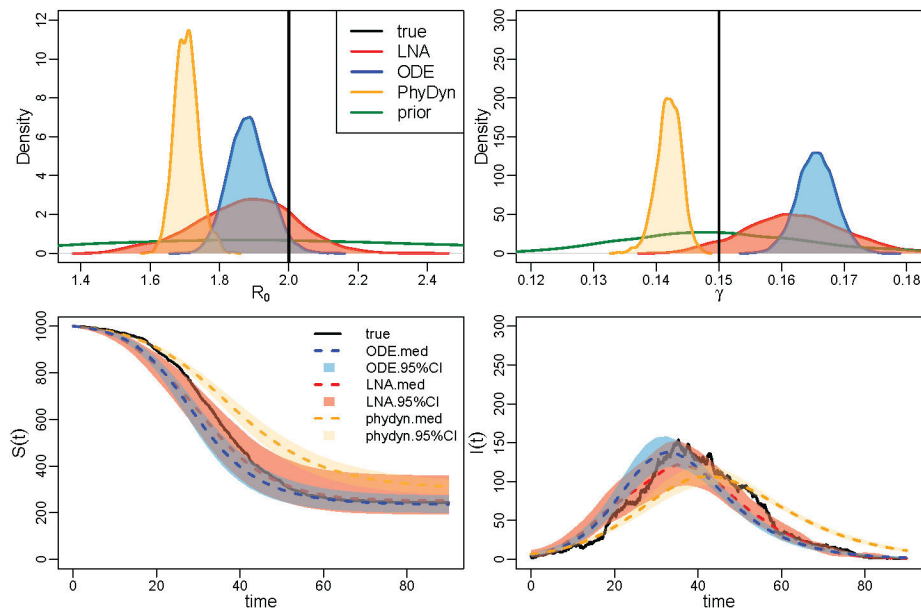 12
10
8
6
4
2
0
Density
true
LNA
ODE
PhyDyn
prior
1.4 1.6 1.8 2.0 2.2 2.4
R₀
300
250
200
150
100
50
0
Density
0.12 0.13 0.14 0.15 0.16 0.17 0.18
γ
1000
800
600
400
200
0
S(t)
true
ODE.med
ODE.95%CI
LNA.med
LNA.95%CI
phydyn.med
phydyn.95%CI
0 20 40 60 80
time
300
250
200
150
100
50
0
I(t)
0 20 40 60 80
time